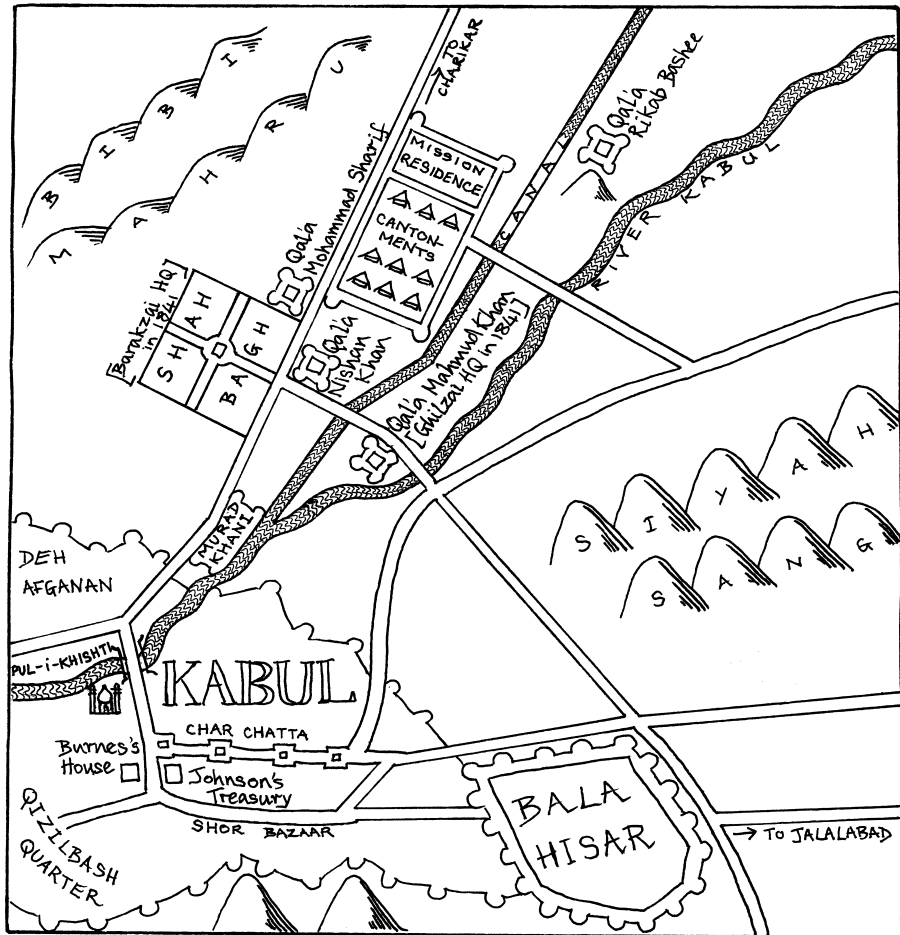 BIBI
MAHRU
→ TO
CHARIKAR
MISSION
RESIDENCE
CANTON-
MENTS
CANAL
Qal'a
Rikab Bashee
RIVER KABUL
Qal'a
Mohammad Sharif
[Barakzai HQ
in 1841]
SHAH
BAGH
Qal'a
Nishan
Khan
Qal'a Mahmud Khan
[Ghilzai HQ in 1841]
SIYAH
SANG
MURAD
KHANI
DEH
AFGANAN
PUL-i-KHISHTI
KABUL
CHAR CHATTA
Burnes's
House
Johnson's
Treasury
SHOR BAZAAR
QIZILBASH
QUARTER
BALA
HISAR
→ TO JALALABAD